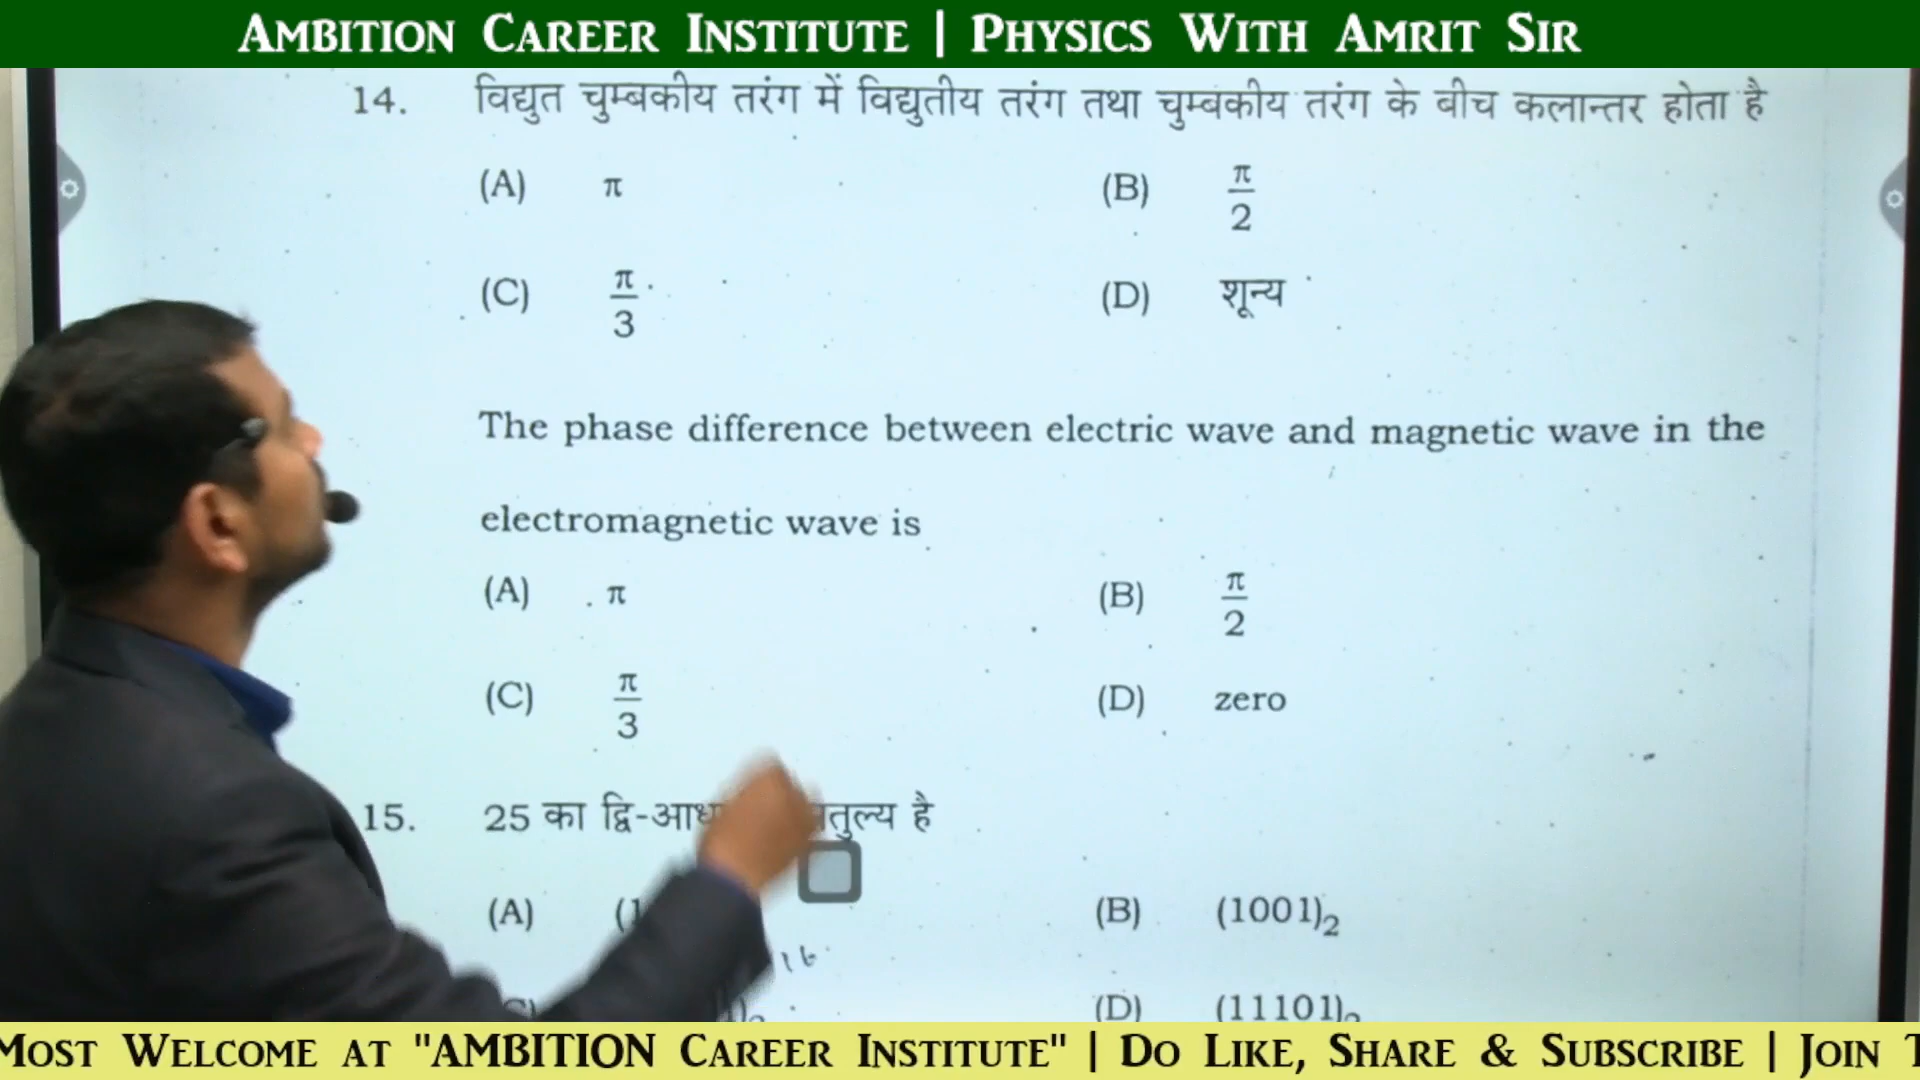 AMBITION CAREER INSTITUTE | PHYSICS WITH AMRIT SIR
14. विद्युत चुम्बकीय तरंग में विद्युतीय तरंग तथा चुम्बकीय तरंग के बीच कलान्तर होता है
(A) π (B) π/2
(C) π/3 (D) शून्य
The phase difference between electric wave and magnetic wave in the
electromagnetic wave is
(A) π (B) π/2
(C) π/3 (D) zero
15. 25 का द्वि-आध है
(A) (B) (1001)₂
16
(D) (11101)₂
MOST WELCOME AT "AMBITION CAREER INSTITUTE" | DO LIKE, SHARE & SUBSCRIBE | JOIN